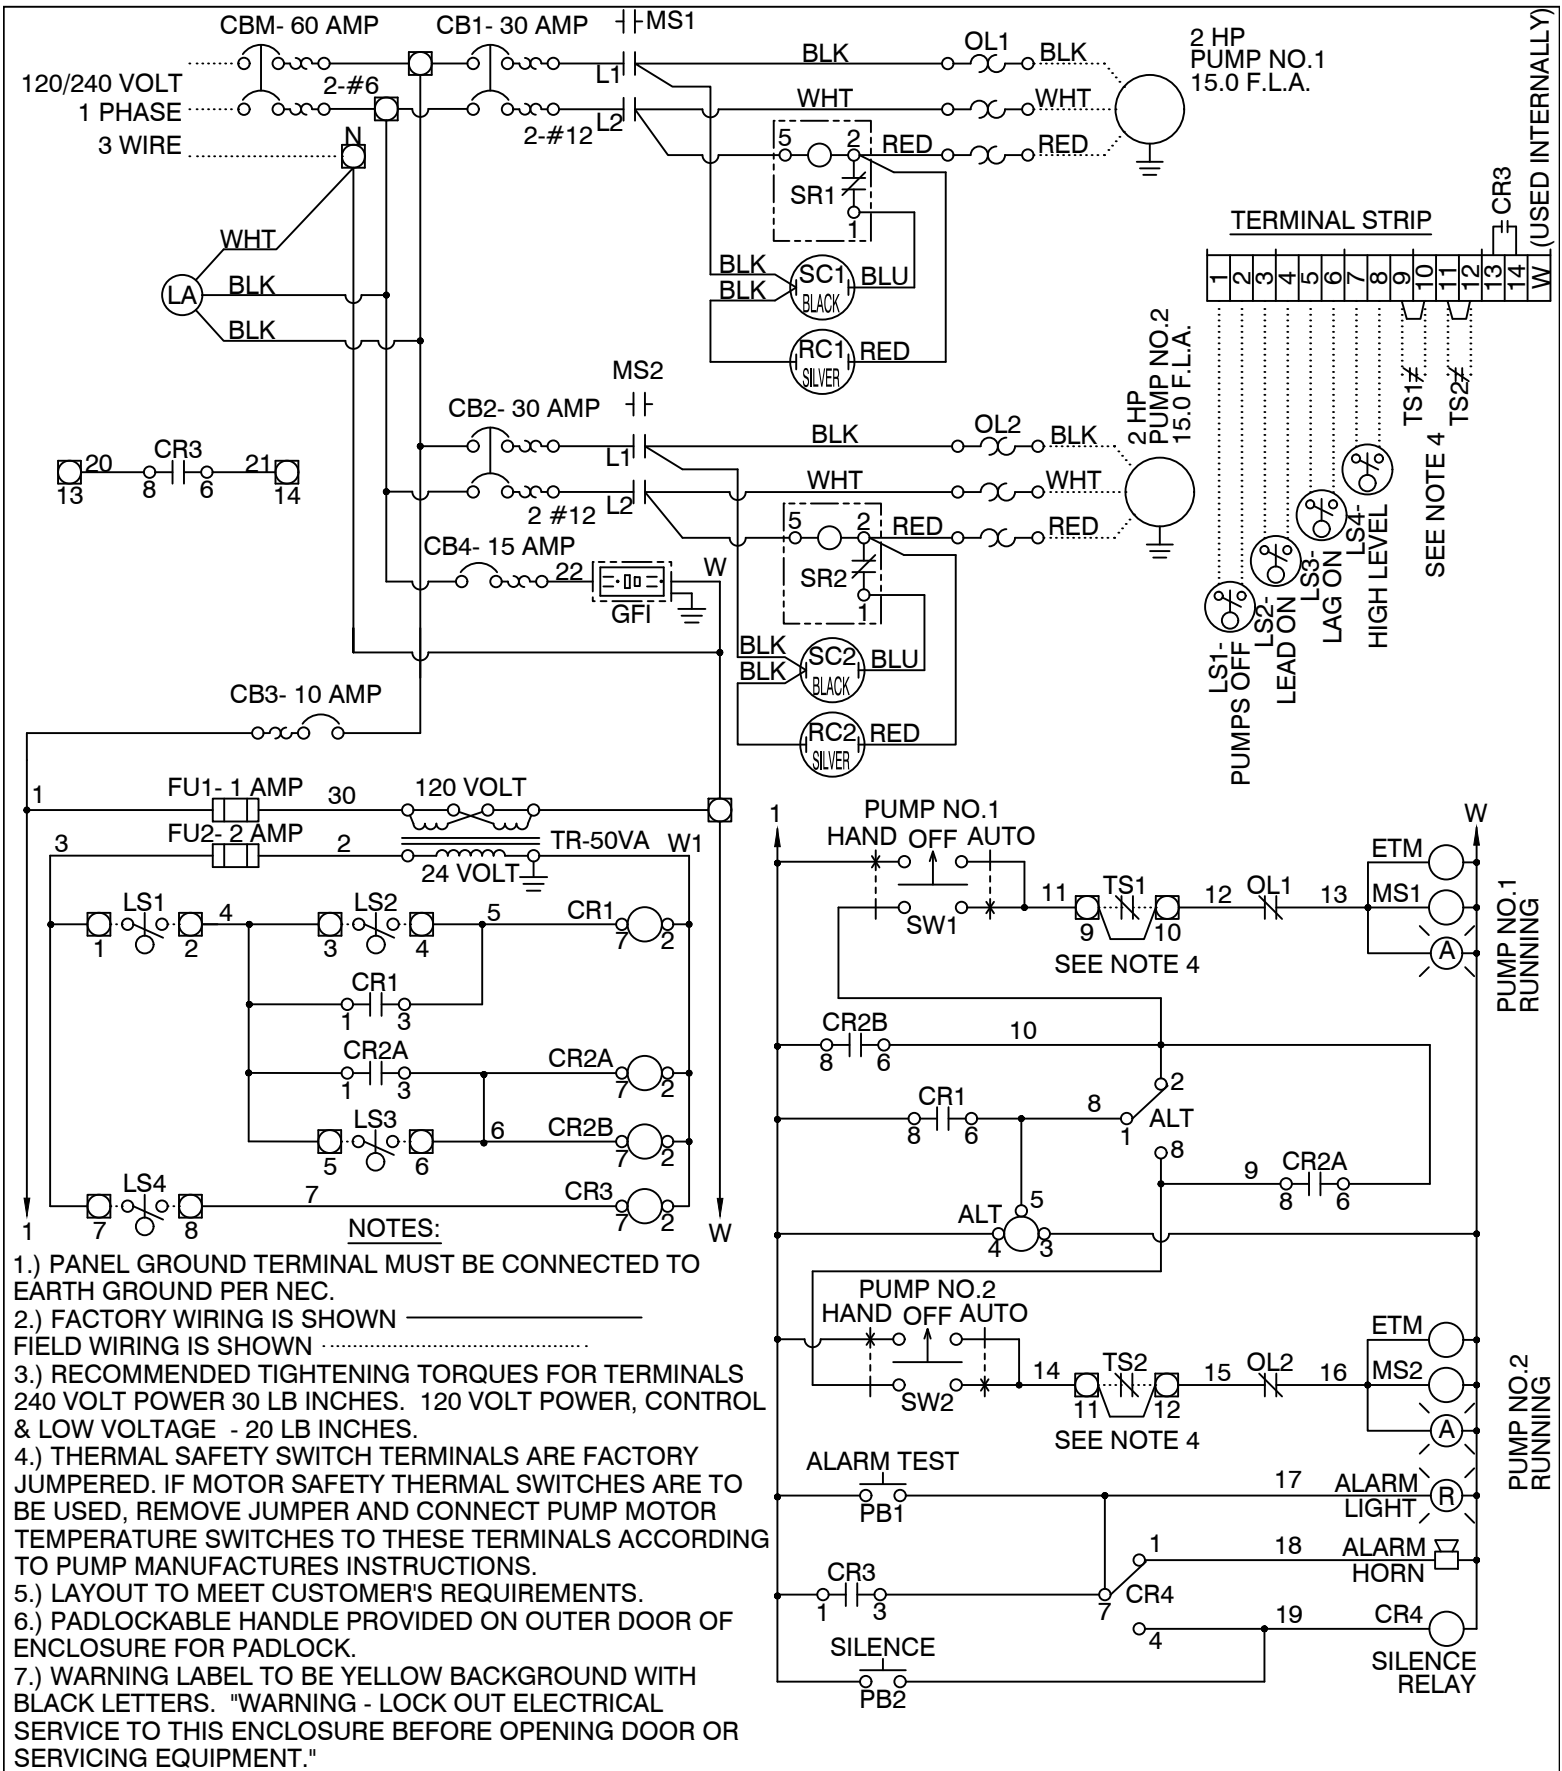 CBM- 60 AMP
CB1- 30 AMP
MS1
120/240 VOLT
1 PHASE
3 WIRE
2-#6
N
2-#12
L1
L2
BLK
WHT
OL1
BLK
WHT
RED
RED
2 HP
PUMP NO.1
15.0 F.L.A.
5
2
SR1
1
BLK
BLK
SC1
BLACK
BLU
RC1
SILVER
RED
WHT
LA
BLK
BLK
TERMINAL STRIP
CR3
(USED INTERNALLY)
1
2
3
4
5
6
7
8
9
10
11
12
13
14
W
TS1
TS2
SEE NOTE 4
LS1-
PUMPS OFF
LS2-
LEAD ON
LS3-
LAG ON
LS4-
HIGH LEVEL
MS2
CB2- 30 AMP
L1
L2
2 #12
BLK
WHT
OL2
BLK
WHT
RED
RED
2 HP
PUMP NO.2
15.0 F.L.A.
5
2
SR2
1
BLK
BLK
SC2
BLACK
BLU
RC2
SILVER
RED
20
CR3
21
13
8
6
14
CB4- 15 AMP
22
GFI
W
CB3- 10 AMP
1
FU1- 1 AMP
30
120 VOLT
3
FU2- 2 AMP
2
TR-50VA
W1
24 VOLT
LS1
1
2
4
LS2
3
4
5
CR1
7
2
CR1
1
3
CR2A
1
3
CR2A
7
2
LS3
5
6
6
CR2B
7
2
LS4
7
8
7
CR3
7
2
1
W
NOTES:
1.) PANEL GROUND TERMINAL MUST BE CONNECTED TO
EARTH GROUND PER NEC.
2.) FACTORY WIRING IS SHOWN
FIELD WIRING IS SHOWN
3.) RECOMMENDED TIGHTENING TORQUES FOR TERMINALS
240 VOLT POWER 30 LB INCHES. 120 VOLT POWER, CONTROL
& LOW VOLTAGE - 20 LB INCHES.
4.) THERMAL SAFETY SWITCH TERMINALS ARE FACTORY
JUMPERED. IF MOTOR SAFETY THERMAL SWITCHES ARE TO
BE USED, REMOVE JUMPER AND CONNECT PUMP MOTOR
TEMPERATURE SWITCHES TO THESE TERMINALS ACCORDING
TO PUMP MANUFACTURES INSTRUCTIONS.
5.) LAYOUT TO MEET CUSTOMER'S REQUIREMENTS.
6.) PADLOCKABLE HANDLE PROVIDED ON OUTER DOOR OF
ENCLOSURE FOR PADLOCK.
7.) WARNING LABEL TO BE YELLOW BACKGROUND WITH
BLACK LETTERS. "WARNING - LOCK OUT ELECTRICAL
SERVICE TO THIS ENCLOSURE BEFORE OPENING DOOR OR
SERVICING EQUIPMENT."
1
W
PUMP NO.1
HAND OFF AUTO
SW1
11
TS1
9
10
SEE NOTE 4
12
OL1
13
ETM
MS1
A
PUMP NO.1
RUNNING
CR2B
8
6
10
CR1
8
6
8
2
1
ALT
8
9
CR2A
8
6
ALT
5
4
3
PUMP NO.2
HAND OFF AUTO
SW2
14
TS2
11
12
SEE NOTE 4
15
OL2
16
ETM
MS2
A
PUMP NO.2
RUNNING
ALARM TEST
PB1
17
ALARM
LIGHT
R
1
18
ALARM
HORN
CR3
1
3
7
CR4
4
19
CR4
SILENCE
RELAY
SILENCE
PB2